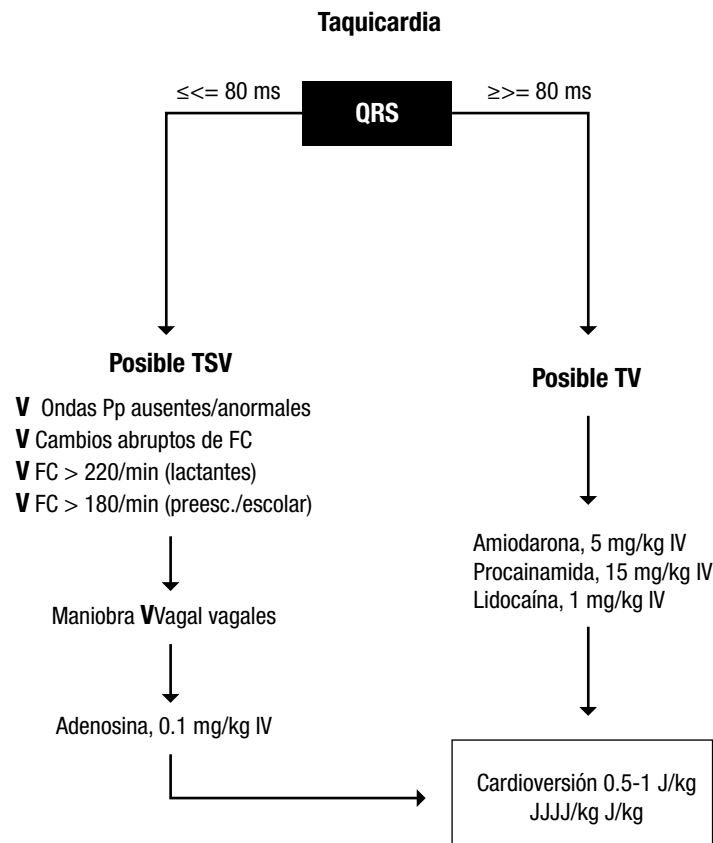 Taquicardia
≤<= 80 ms
QRS
≥>= 80 ms
Posible TSV
V Ondas Pp ausentes/anormales
V Cambios abruptos de FC
V FC > 220/min (lactantes)
V FC > 180/min (preesc./escolar)
Maniobra VVagal vagales
Adenosina, 0.1 mg/kg IV
Posible TV
Amiodarona, 5 mg/kg IV
Procainamida, 15 mg/kg IV
Lidocaína, 1 mg/kg IV
Cardioversión 0.5-1 J/kg
JJJJ/kg J/kg